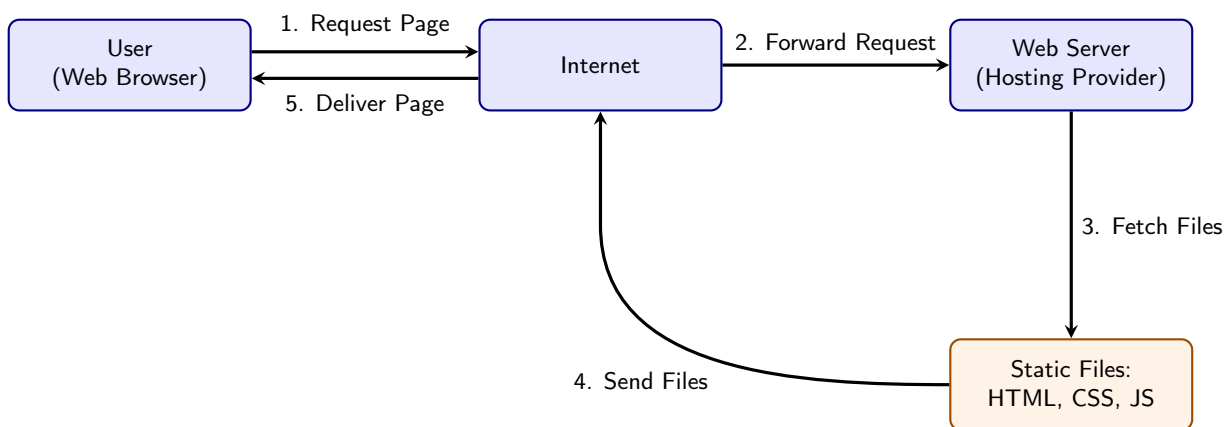 1. Request Page
User
(Web Browser)
Internet
2. Forward Request
Web Server
(Hosting Provider)
5. Deliver Page
3. Fetch Files
4. Send Files
Static Files:
HTML, CSS, JS